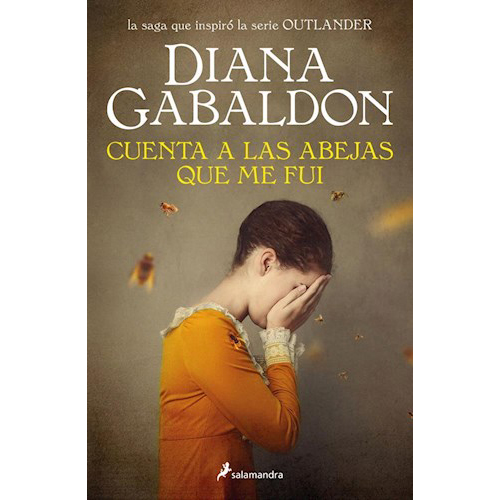 la saga que inspiró la serie OUTLANDER
DIANA
GABALDON
CUENTA A LAS ABEJAS
QUE ME FUI
salamandra